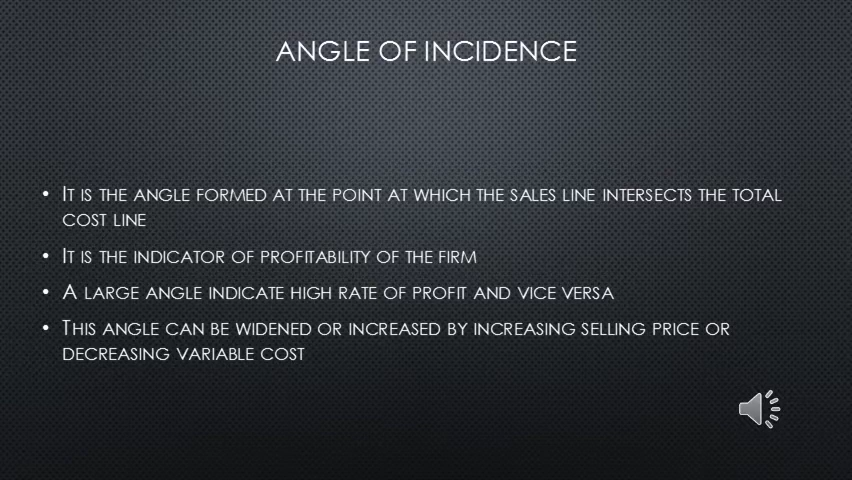 ANGLE OF INCIDENCE
• IT IS THE ANGLE FORMED AT THE POINT AT WHICH THE SALES LINE INTERSECTS THE TOTAL
COST LINE
• IT IS THE INDICATOR OF PROFITABILITY OF THE FIRM
• A LARGE ANGLE INDICATE HIGH RATE OF PROFIT AND VICE VERSA
• THIS ANGLE CAN BE WIDENED OR INCREASED BY INCREASING SELLING PRICE OR
DECREASING VARIABLE COST